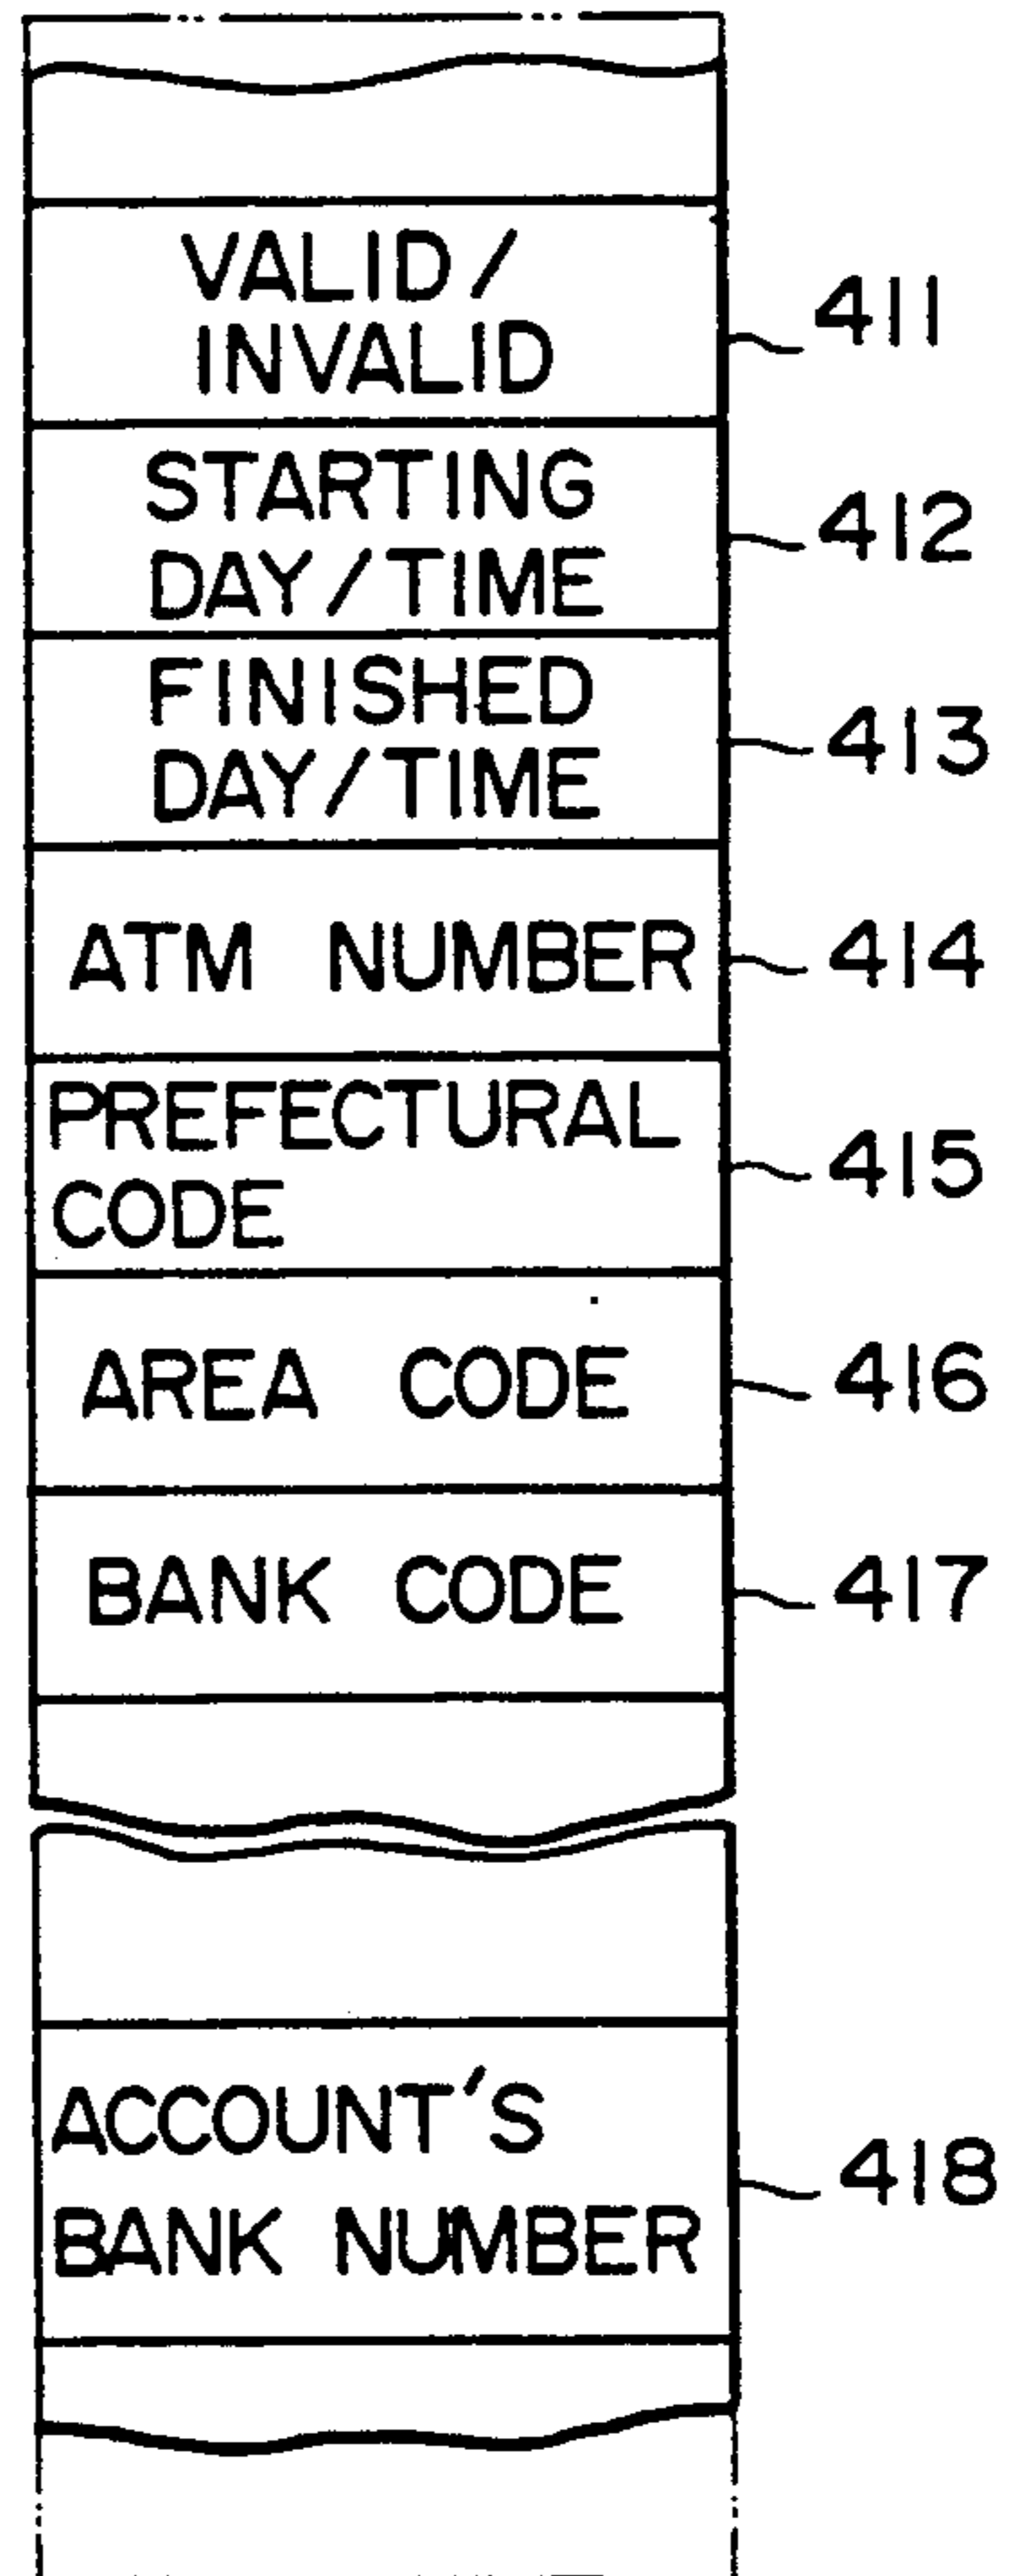 VALID/
INVALID
411
STARTING
DAY/TIME
412
FINISHED
DAY/TIME
413
ATM NUMBER
414
PREFECTURAL
CODE
415
AREA CODE
416
BANK CODE
417
ACCOUNT'S
BANK NUMBER
418